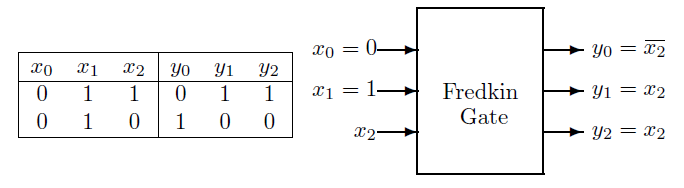 x₀ x₁ x₂ y₀ y₁ y₂
0 1 1 0 1 1
0 1 0 1 0 0
x₀ = 0
x₁ = 1
x₂
Fredkin
Gate
y₀ = x̅₂
y₁ = x₂
y₂ = x₂